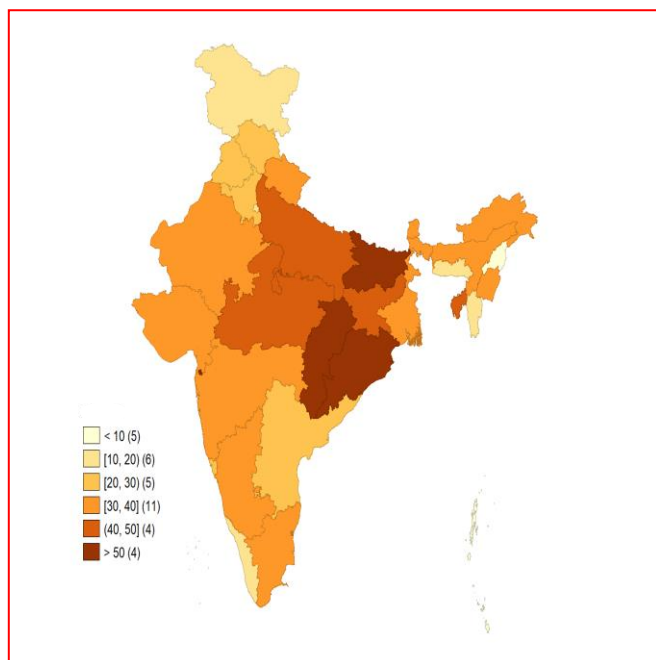 < 10 (5)
[10, 20) (6)
[20, 30) (5)
[30, 40] (11)
(40, 50] (4)
> 50 (4)